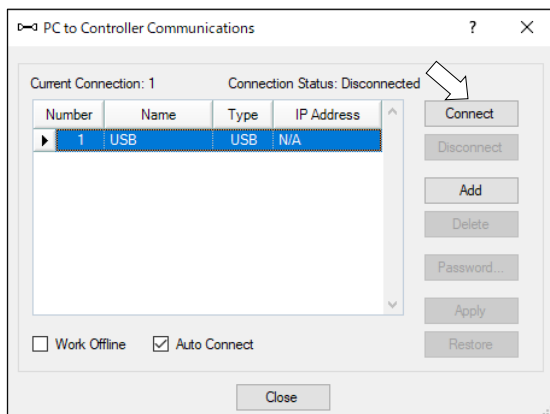 PC to Controller Communications ? ×
Current Connection: 1 Connection Status: Disconnected
Number Name Type IP Address
1 USB USB N/A
Connect
Disconnect
Add
Delete
Password...
Apply
Restore
Work Offline Auto Connect
Close